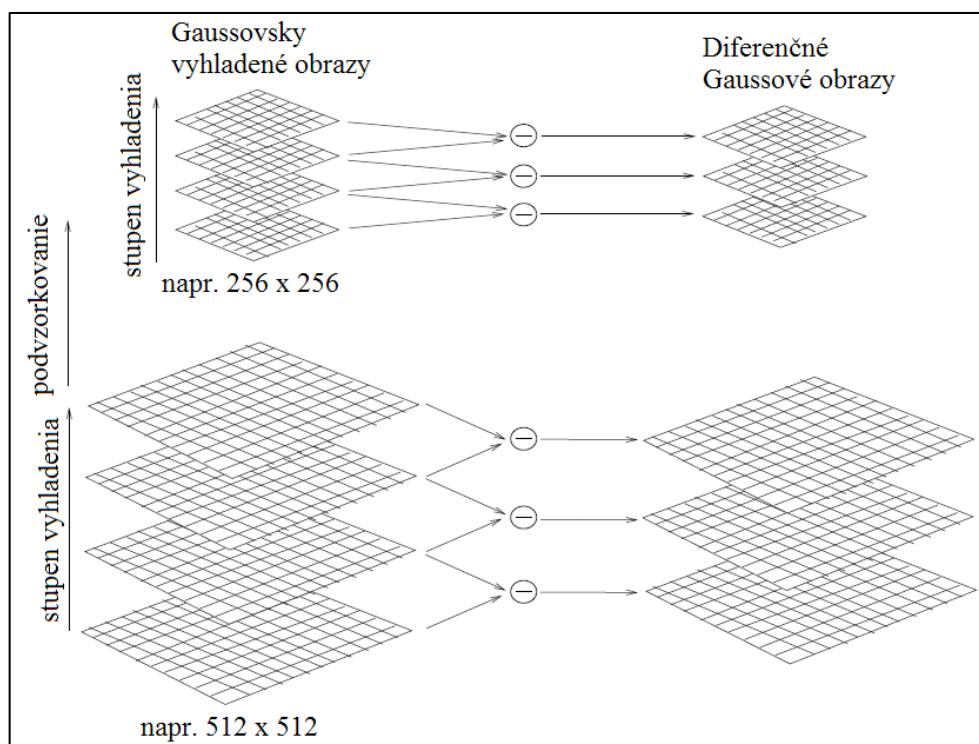 Gaussovsky
vyhladené obrazy
Diferenčné
Gaussové obrazy
stupen vyhladenia
napr. 256 x 256
podvzorkovanie
stupen vyhladenia
napr. 512 x 512